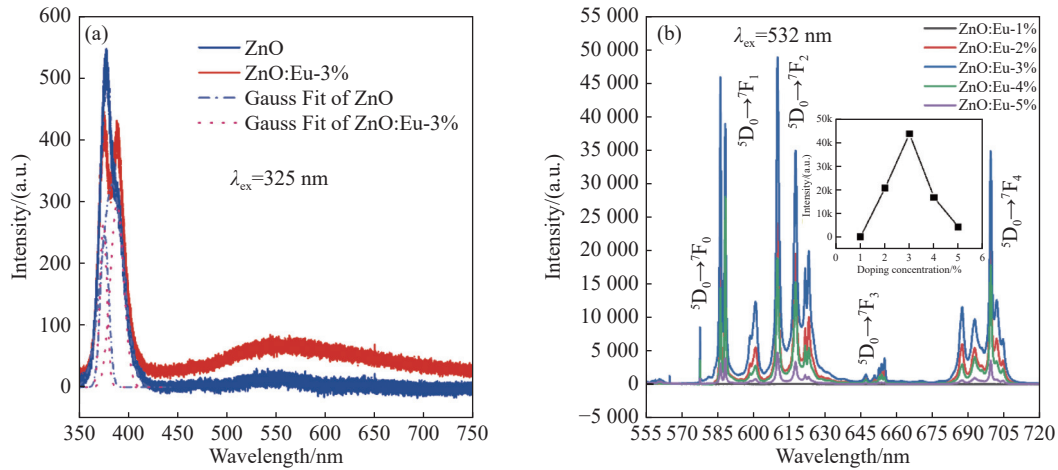 (a)
ZnO
ZnO:Eu-3%
Gauss Fit of ZnO
Gauss Fit of ZnO:Eu-3%
λex=325 nm
Intensity/(a.u.)
600
500
400
300
200
100
0
350 400 450 500 550 600 650 700 750
Wavelength/nm
(b)
λex=532 nm
ZnO:Eu-1%
ZnO:Eu-2%
ZnO:Eu-3%
ZnO:Eu-4%
ZnO:Eu-5%
⁵D₀→⁷F₀
⁵D₀→⁷F₁
⁵D₀→⁷F₂
⁵D₀→⁷F₃
⁵D₀→⁷F₄
Intensity/(a.u.)
50k
40k
30k
20k
10k
0
0 1 2 3 4 5 6
Doping concentration/%
Intensity/(a.u.)
55 000
50 000
45 000
40 000
35 000
30 000
25 000
20 000
15 000
10 000
5 000
0
−5 000
555 570 585 600 615 630 645 660 675 690 705 720
Wavelength/nm